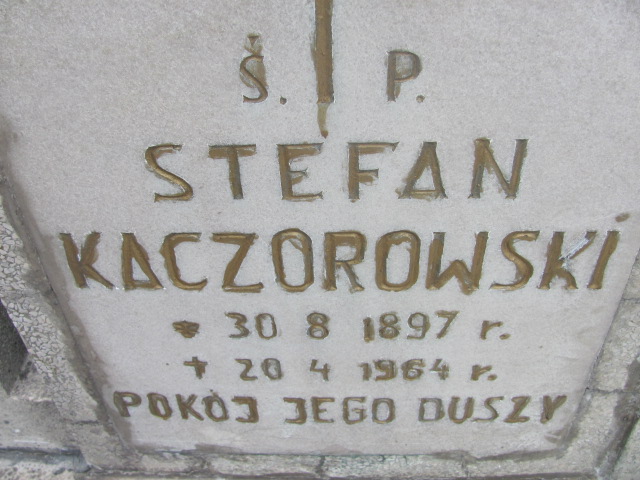 Ś. P.
STEFAN
KACZOROWSKI
* 30 8 1897 r.
† 20 4 1964 r.
POKÓJ JEGO DUSZY